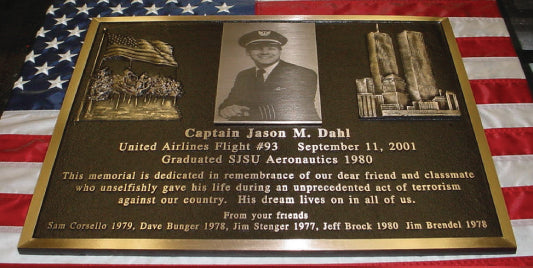 Captain Jason M. Dahl
United Airlines Flight #93 September 11, 2001
Graduated SJSU Aeronautics 1980
This memorial is dedicated in remembrance of our dear friend and classmate
who unselfishly gave his life during an unprecedented act of terrorism
against our country. His dream lives on in all of us.
From your friends
Sam Corsello 1979, Dave Bunger 1978, Jim Stenger 1977, Jeff Brock 1980 Jim Brendel 1978